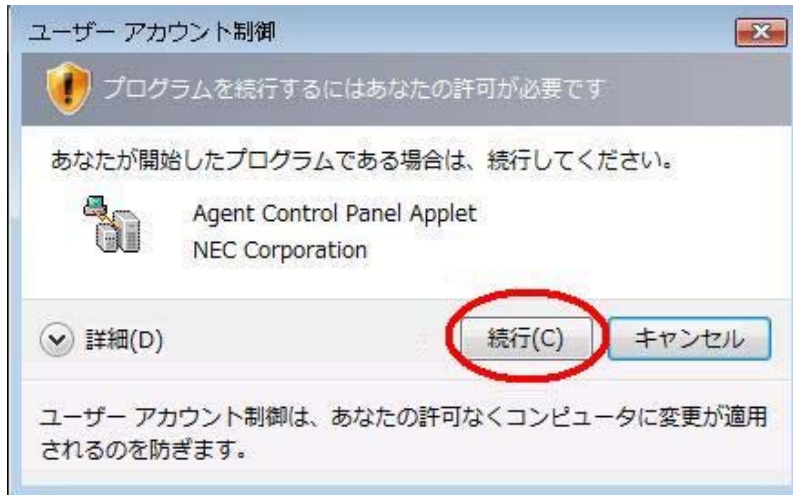 ユーザー アカウント制御
プログラムを続行するにはあなたの許可が必要です
あなたが開始したプログラムである場合は、続行してください。
Agent Control Panel Applet
NEC Corporation
詳細(D)
続行(C)
キャンセル
ユーザー アカウント制御は、あなたの許可なくコンピュータに変更が適用
されるのを防ぎます。